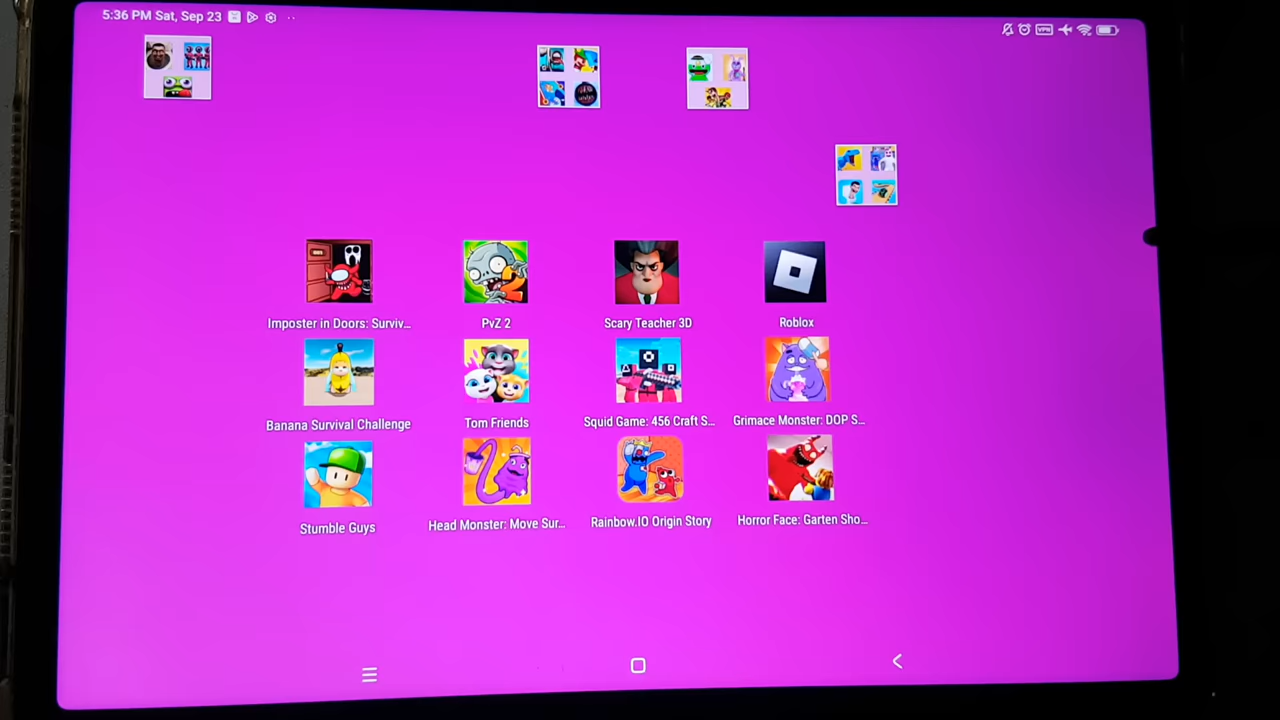 5:36 PM Sat, Sep 23
VPN
Imposter in Doors: Surviv...
PvZ 2
Scary Teacher 3D
Roblox
Banana Survival Challenge
Tom Friends
Squid Game: 456 Craft S...
Grimace Monster: DOP S...
Stumble Guys
Head Monster: Move Sur...
Rainbow.IO Origin Story
Horror Face: Garten Sho...